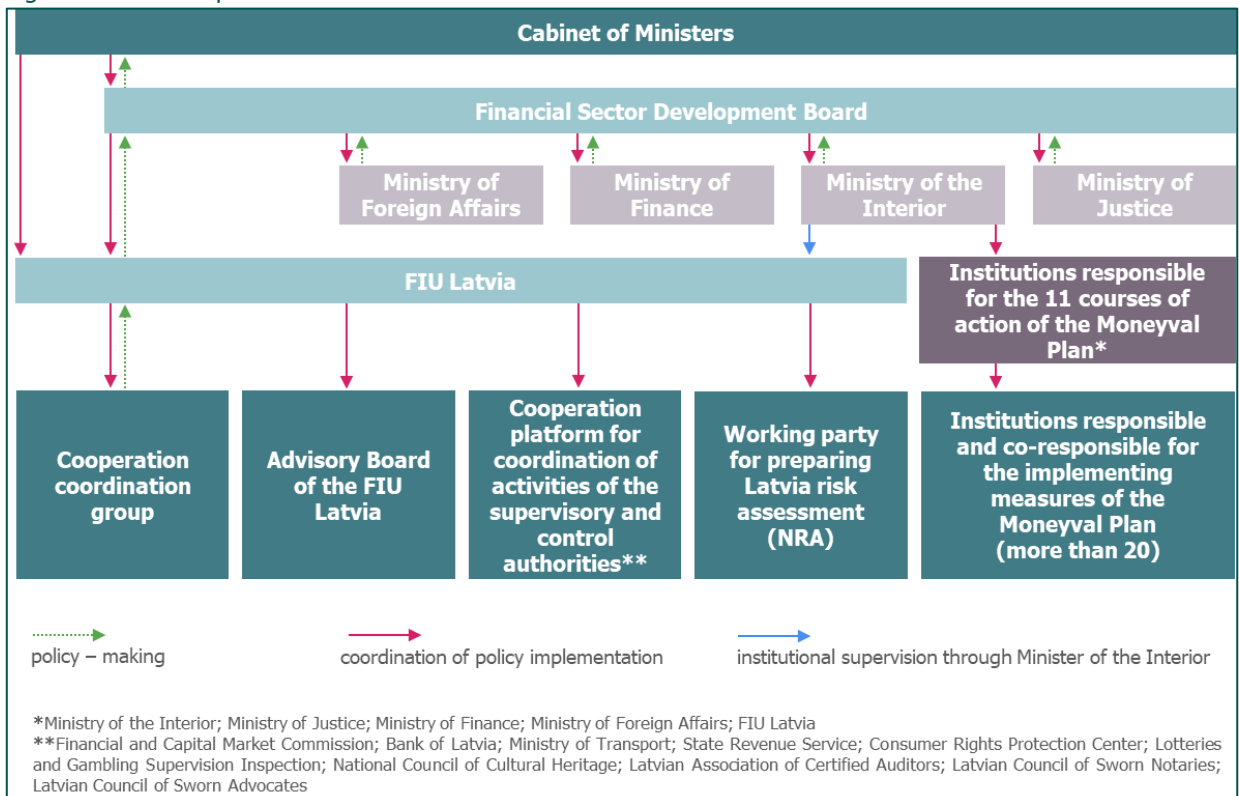 Cabinet of Ministers
Financial Sector Development Board
Ministry of
Foreign Affairs
Ministry of
Finance
Ministry of the
Interior
Ministry of
Justice
FIU Latvia
Institutions responsible
for the 11 courses of
action of the Moneyval
Plan*
Cooperation
coordination
group
Advisory Board
of the FIU
Latvia
Cooperation
platform for
coordination of
activities of the
supervisory and
control
authorities**
Working party
for preparing
Latvia risk
assessment
(NRA)
Institutions responsible
and co-responsible for
the implementing
measures of the
Moneyval Plan
(more than 20)
policy – making
coordination of policy implementation
institutional supervision through Minister of the Interior
*Ministry of the Interior; Ministry of Justice; Ministry of Finance; Ministry of Foreign Affairs; FIU Latvia
**Financial and Capital Market Commission; Bank of Latvia; Ministry of Transport; State Revenue Service; Consumer Rights Protection Center; Lotteries
and Gambling Supervision Inspection; National Council of Cultural Heritage; Latvian Association of Certified Auditors; Latvian Council of Sworn Notaries;
Latvian Council of Sworn Advocates